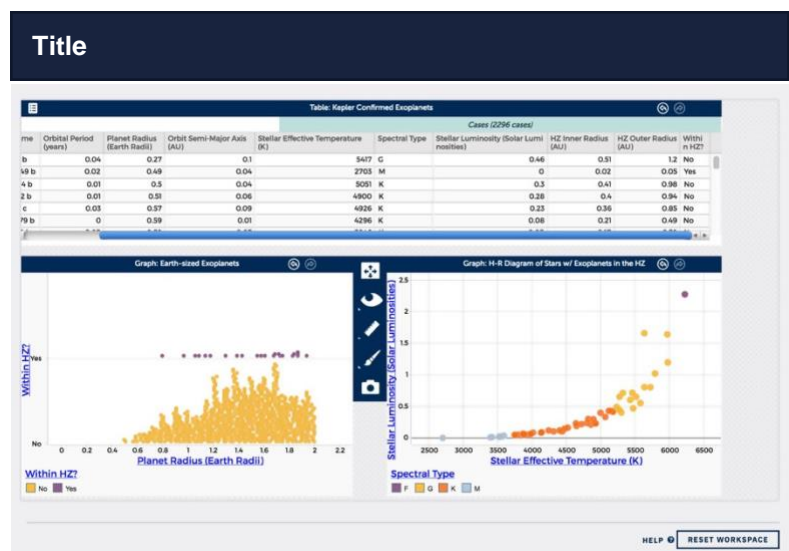 Title
Table: Kepler Confirmed Exoplanets
Cases (2296 cases)
me Orbital Period (years) Planet Radius (Earth Radii) Orbit Semi-Major Axis (AU) Stellar Effective Temperature (K) Spectral Type Stellar Luminosity (Solar Lumi nosities) HZ Inner Radius (AU) HZ Outer Radius (AU) Withi n HZ?
b 0.04 0.27 0.1 5417 G 0.46 0.51 1.2 No
49 b 0.02 0.49 0.04 2703 M 0 0.02 0.05 Yes
4 b 0.01 0.5 0.04 5051 K 0.3 0.41 0.98 No
2 b 0.01 0.51 0.06 4900 K 0.28 0.4 0.94 No
c 0.03 0.57 0.09 4926 K 0.23 0.36 0.85 No
79 b 0 0.59 0.01 4296 K 0.08 0.21 0.49 No
Graph: Earth-sized Exoplanets
Within HZ?
Yes
No
0 0.2 0.4 0.6 0.8 1 1.2 1.4 1.6 1.8 2 2.2
Planet Radius (Earth Radii)
Within HZ?
No Yes
Graph: H-R Diagram of Stars w/ Exoplanets in the HZ
Stellar Luminosity (Solar Luminosities)
2.5
2
1.5
1
0.5
0
2500 3000 3500 4000 4500 5000 5500 6000 6500
Stellar Effective Temperature (K)
Spectral Type
F G K M
HELP ? RESET WORKSPACE